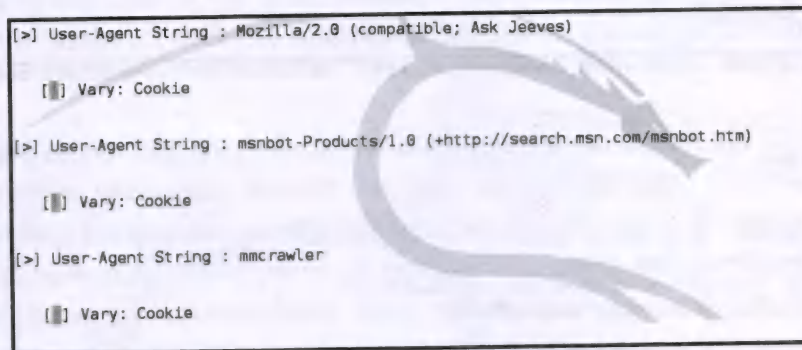 [>] User-Agent String : Mozilla/2.0 (compatible; Ask Jeeves)
[ ] Vary: Cookie
[>] User-Agent String : msnbot-Products/1.0 (+http://search.msn.com/msnbot.htm)
[ ] Vary: Cookie
[>] User-Agent String : mmcrawler
[ ] Vary: Cookie